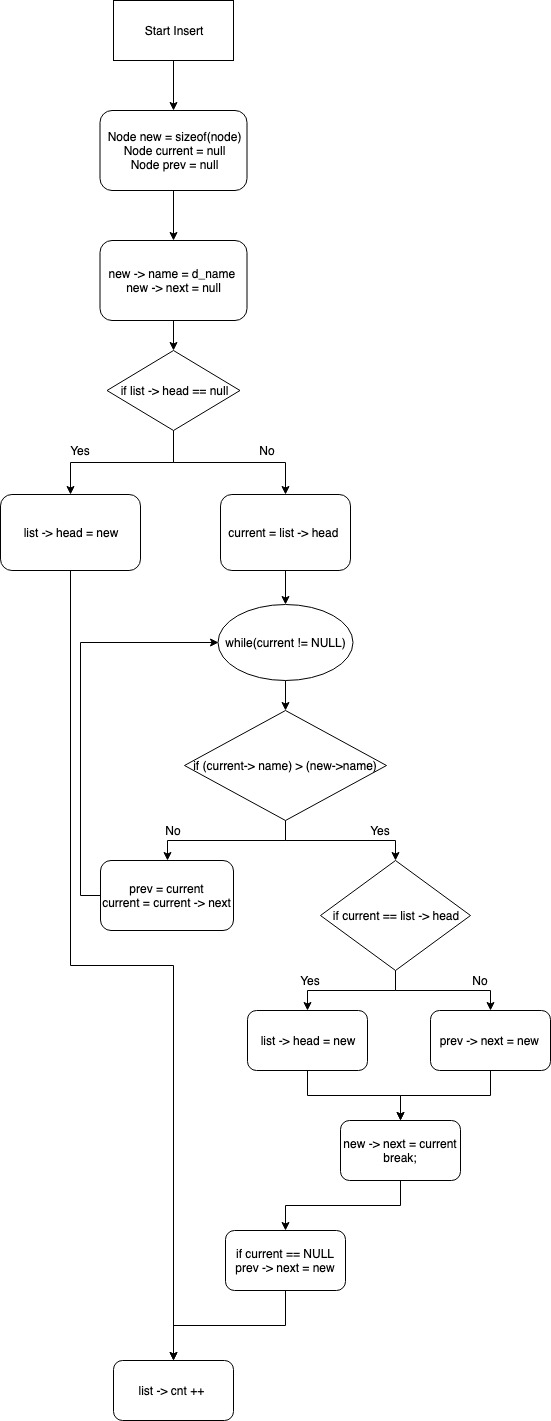 Start Insert
Node new = sizeof(node)
Node current = null
Node prev = null
new -> name = d_name
new -> next = null
if list -> head == null
Yes
No
list -> head = new
current = list -> head
while(current != NULL)
if (current-> name) > (new->name)
No
Yes
prev = current
current = current -> next
if current == list -> head
Yes
No
list -> head = new
prev -> next = new
new -> next = current
break;
if current == NULL
prev -> next = new
list -> cnt ++